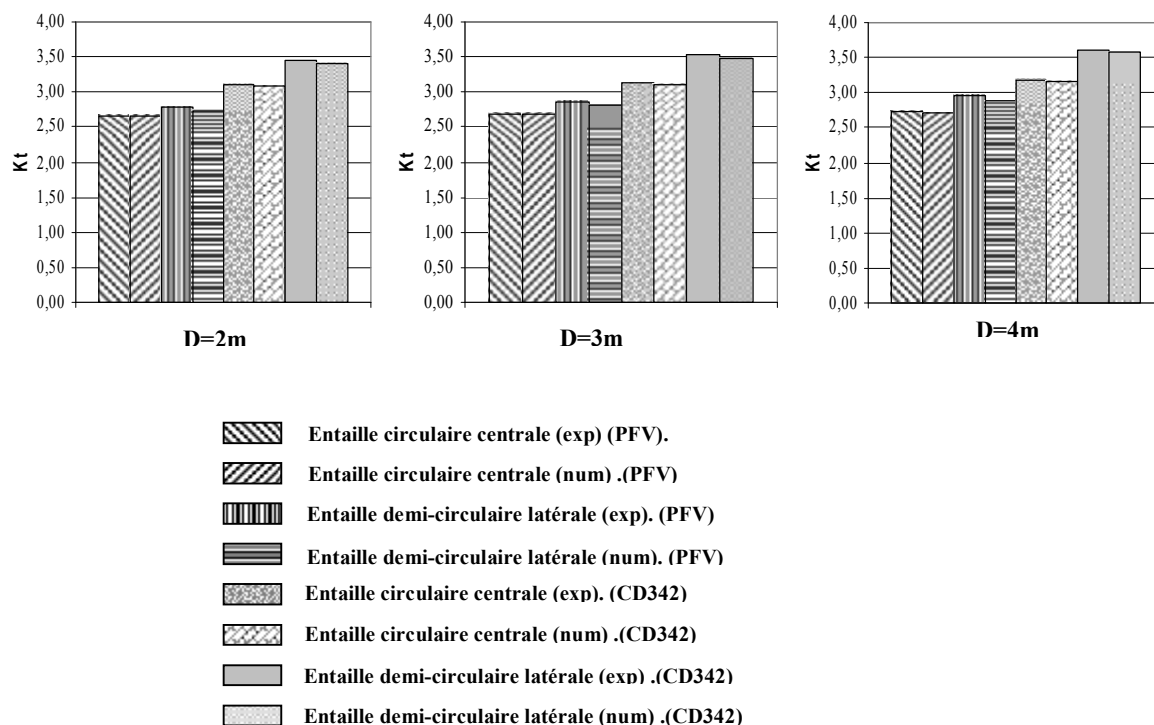 4,00
3,50
3,00
2,50
2,00
1,50
1,00
0,50
0,00
Kt
D=2m
4,00
3,50
3,00
2,50
2,00
1,50
1,00
0,50
0,00
Kt
D=3m
4,00
3,50
3,00
2,50
2,00
1,50
1,00
0,50
0,00
Kt
D=4m
Entaille circulaire centrale (exp) (PFV).
Entaille circulaire centrale (num) .(PFV)
Entaille demi-circulaire latérale (exp). (PFV)
Entaille demi-circulaire latérale (num). (PFV)
Entaille circulaire centrale (exp). (CD342)
Entaille circulaire centrale (num) .(CD342)
Entaille demi-circulaire latérale (exp) .(CD342)
Entaille demi-circulaire latérale (num) .(CD342)